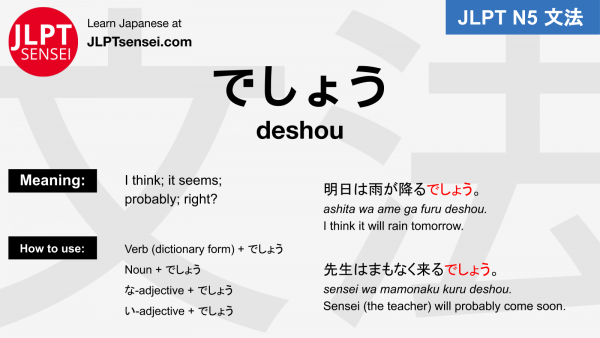 JLPT
SENSEI
Learn Japanese at
JLPTsensei.com
JLPT N5 文法
文法
でしょう
deshou
Meaning:
I think; it seems;
probably; right?
How to use:
Verb (dictionary form) + でしょう
Noun + でしょう
な-adjective + でしょう
い-adjective + でしょう
明日は雨が降るでしょう。
ashita wa ame ga furu deshou.
I think it will rain tomorrow.
先生はまもなく来るでしょう。
sensei wa mamonaku kuru deshou.
Sensei (the teacher) will probably come soon.